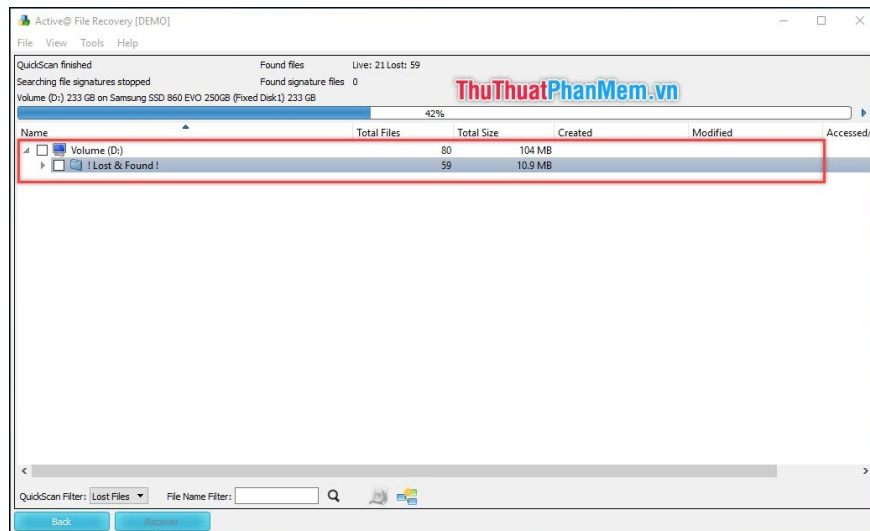 Active@ File Recovery [DEMO]
File View Tools Help
QuickScan finished Found files Live: 21 Lost: 59
Searching file signatures stopped Found signature files 0
Volume (D:) 233 GB on Samsung SSD 860 EVO 250GB (Fixed Disk1) 233 GB
ThuThuatPhanMem.vn
42%
Name Total Files Total Size Created Modified Accessed/
Volume (D:) 80 104 MB
! Lost & Found ! 59 10.9 MB
QuickScan Filter: Lost Files File Name Filter:
Back Recover